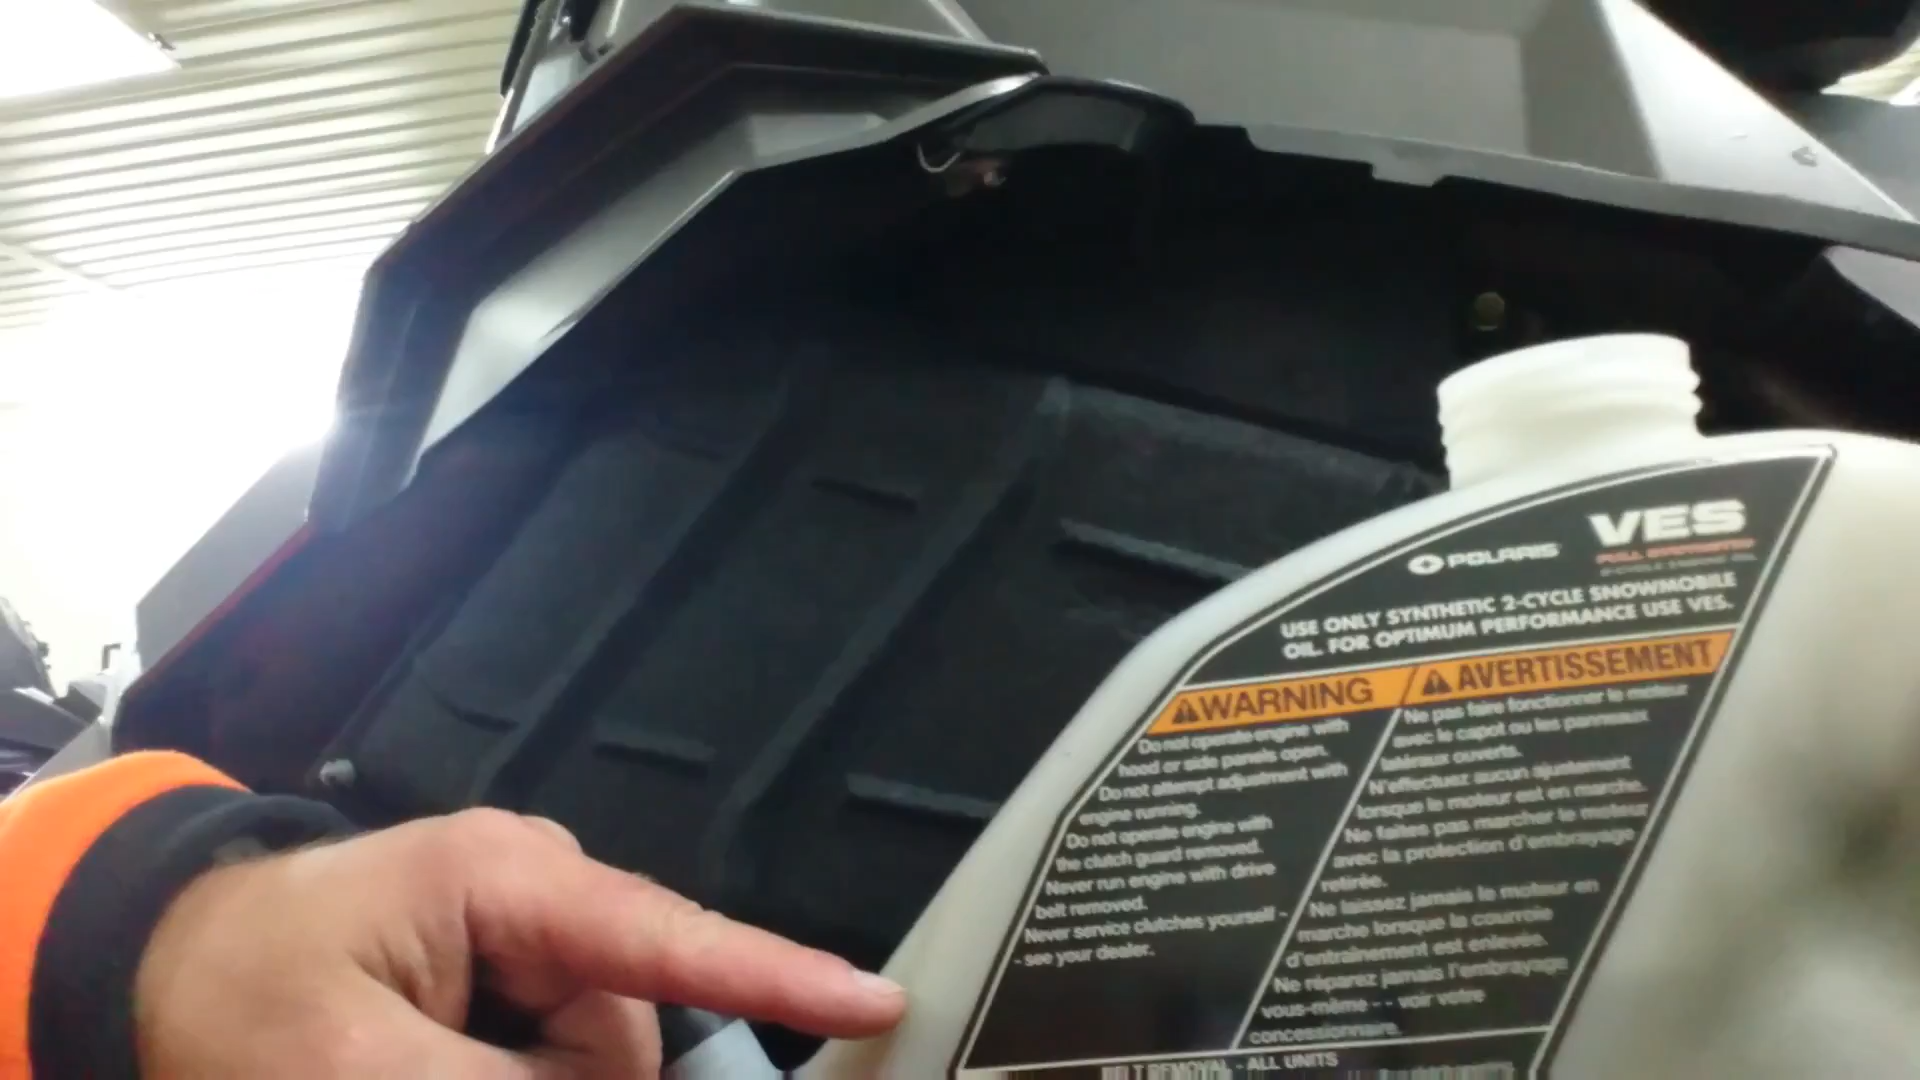 VES
POLARIS
USE ONLY SYNTHETIC 2-CYCLE SNOWMOBILE
OIL. FOR OPTIMUM PERFORMANCE USE VES.
WARNING
Do not operate engine with
hood or side panels open.
Do not attempt adjustment with
engine running.
Do not operate engine with
the clutch guard removed.
Never run engine with drive
belt removed.
Never service clutches yourself -
- see your dealer.
AVERTISSEMENT
Ne pas faire fonctionner le moteur
avec le capot ou les panneaux
latéraux ouverts.
N'effectuez aucun ajustement
lorsque le moteur est en marche.
Ne faites pas marcher le moteur
avec la protection d'embrayage
retirée.
Ne laissez jamais le moteur en
marche lorsque la courroie
d'entraînement est enlevée.
Ne réparez jamais l'embrayage
vous-même - - voir votre
concessionnaire.
BELT REMOVAL - ALL UNITS